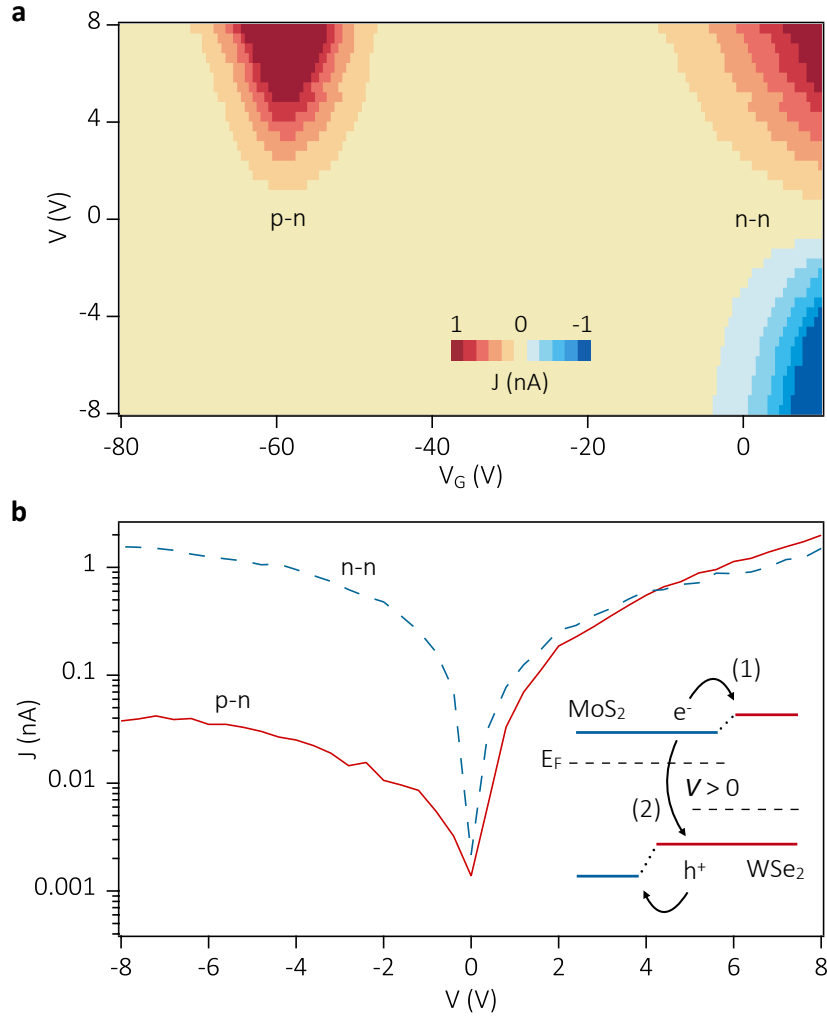 a
8
4
0
-4
-8
V (V)
p-n
n-n
1 0 -1
J (nA)
-80 -60 -40 -20 0
V_G (V)
b
1
0.1
0.01
0.001
J (nA)
n-n
p-n
(1)
MoS₂ e⁻
E_F
V > 0
(2)
h⁺ WSe₂
-8 -6 -4 -2 0 2 4 6 8
V (V)